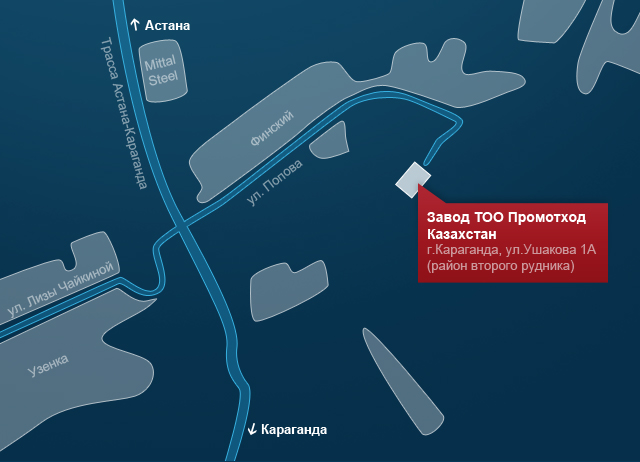 Астана
Трасса Астана-Караганда
Mittal
Steel
Финский
ул. Попова
Завод ТОО Промотход
Казахстан
г.Караганда, ул.Ушакова 1А
(район второго рудника)
ул. Лизы Чайкиной
Узенка
Караганда